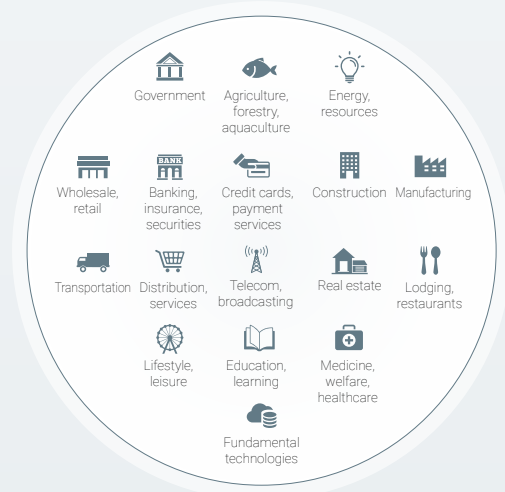 Government
Agriculture,
forestry,
aquaculture
Energy,
resources
Wholesale,
retail
BANK
Banking,
insurance,
securities
Credit cards,
payment
services
Construction
Manufacturing
Transportation
Distribution,
services
Telecom,
broadcasting
Real estate
Lodging,
restaurants
Lifestyle,
leisure
Education,
learning
Medicine,
welfare,
healthcare
Fundamental
technologies